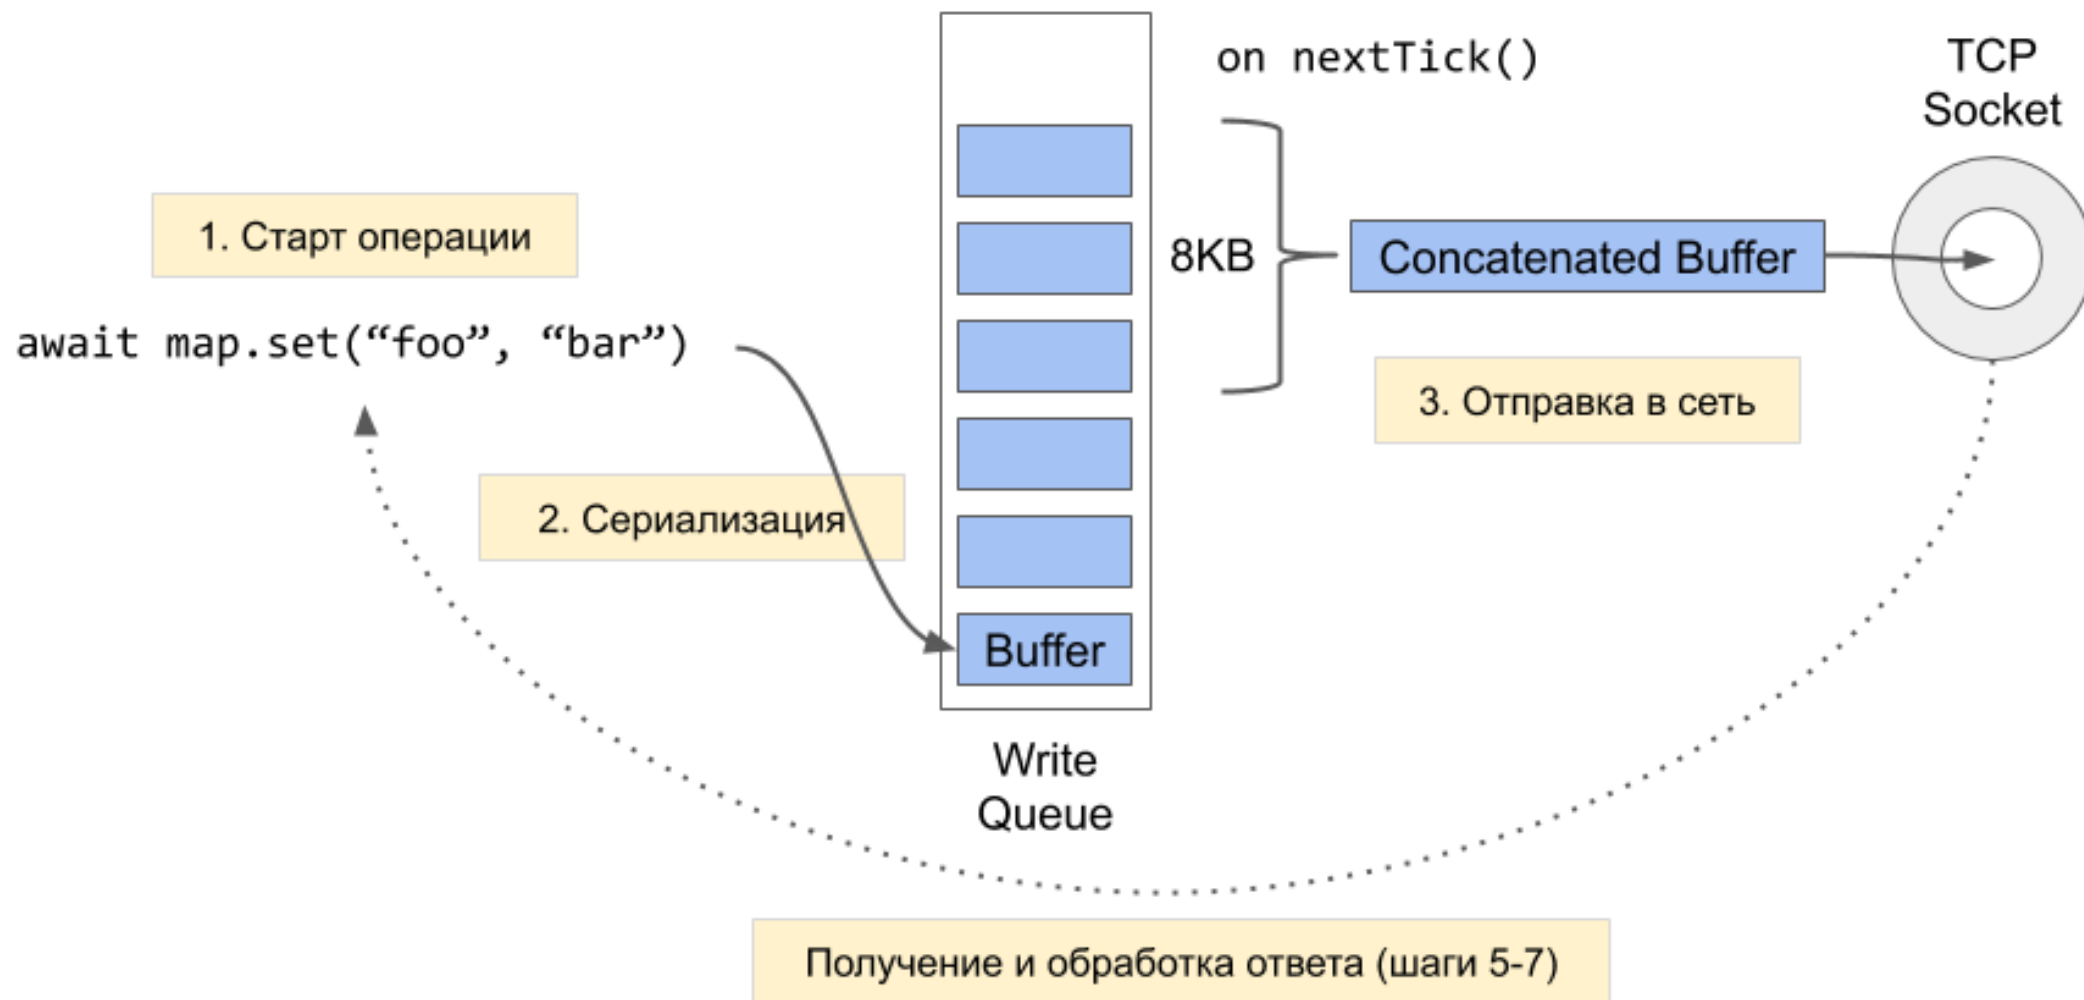 on nextTick()
TCP
Socket
1. Старт операции
8KB
Concatenated Buffer
await map.set(“foo”, “bar”)
3. Отправка в сеть
2. Сериализация
Buffer
Write
Queue
Получение и обработка ответа (шаги 5-7)